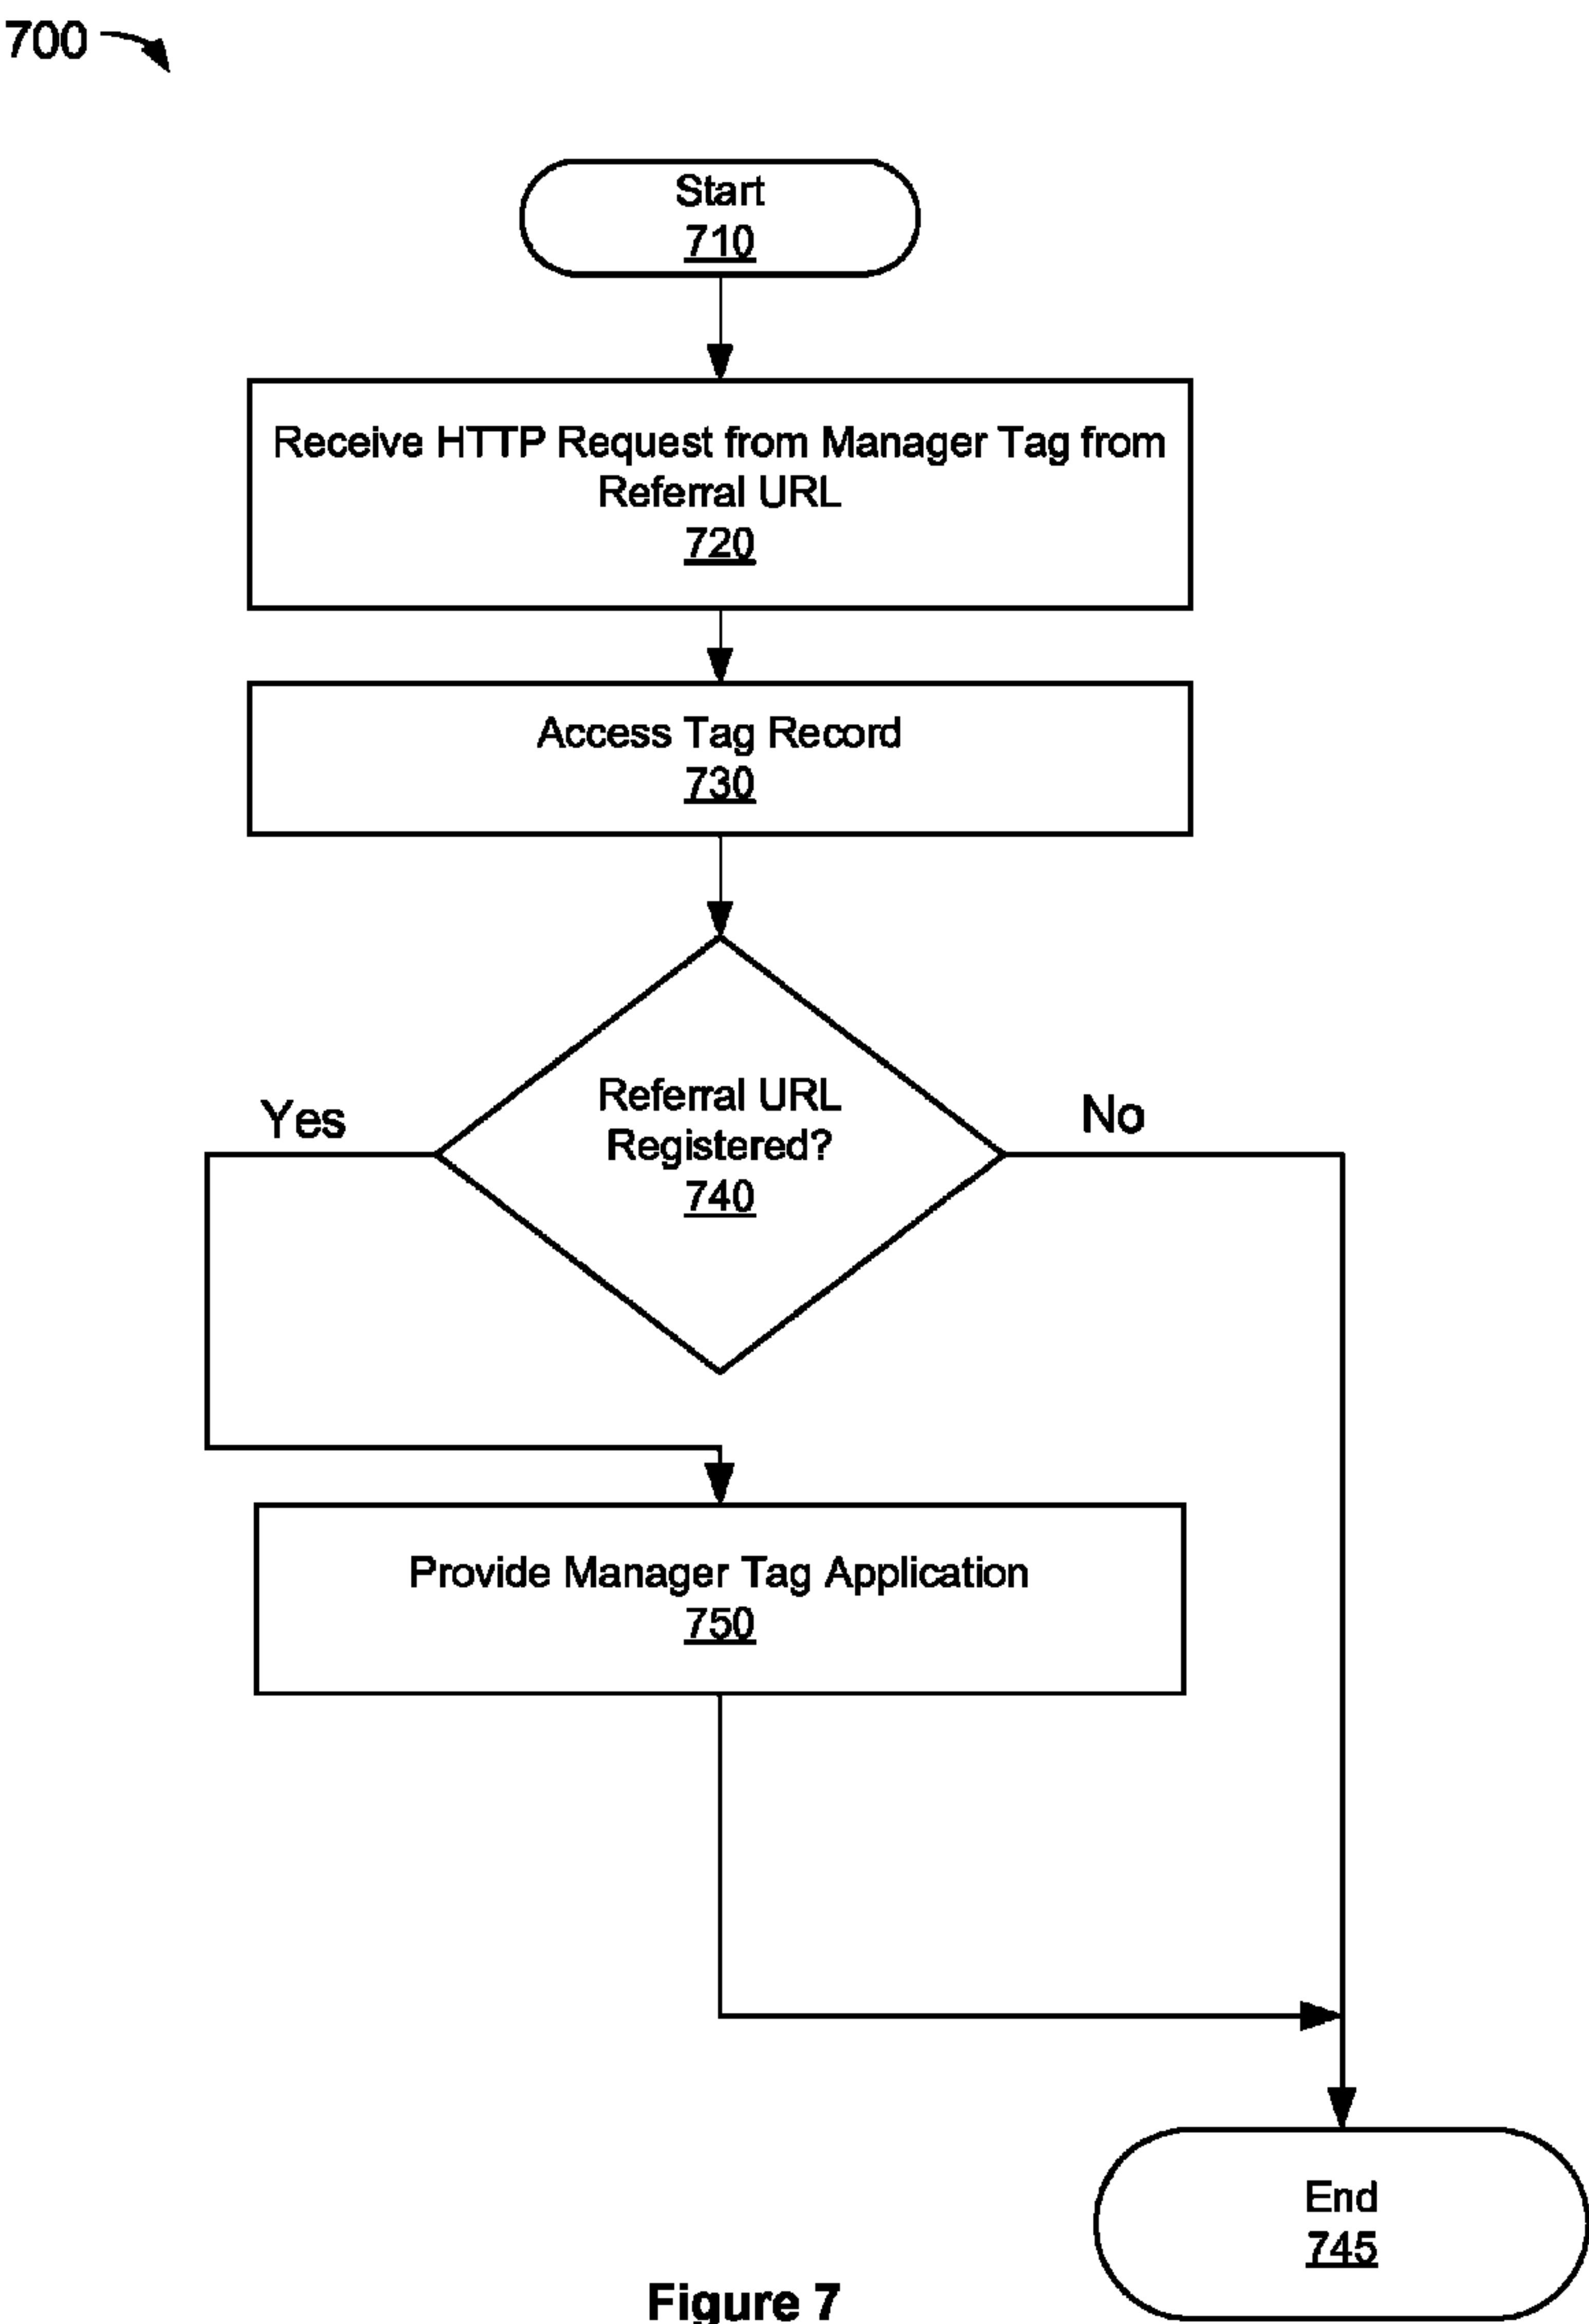 700
Start
710
Receive HTTP Request from Manager Tag from
Referral URL
720
Access Tag Record
730
Referral URL
Registered?
740
Yes
No
Provide Manager Tag Application
750
End
745
Figure 7